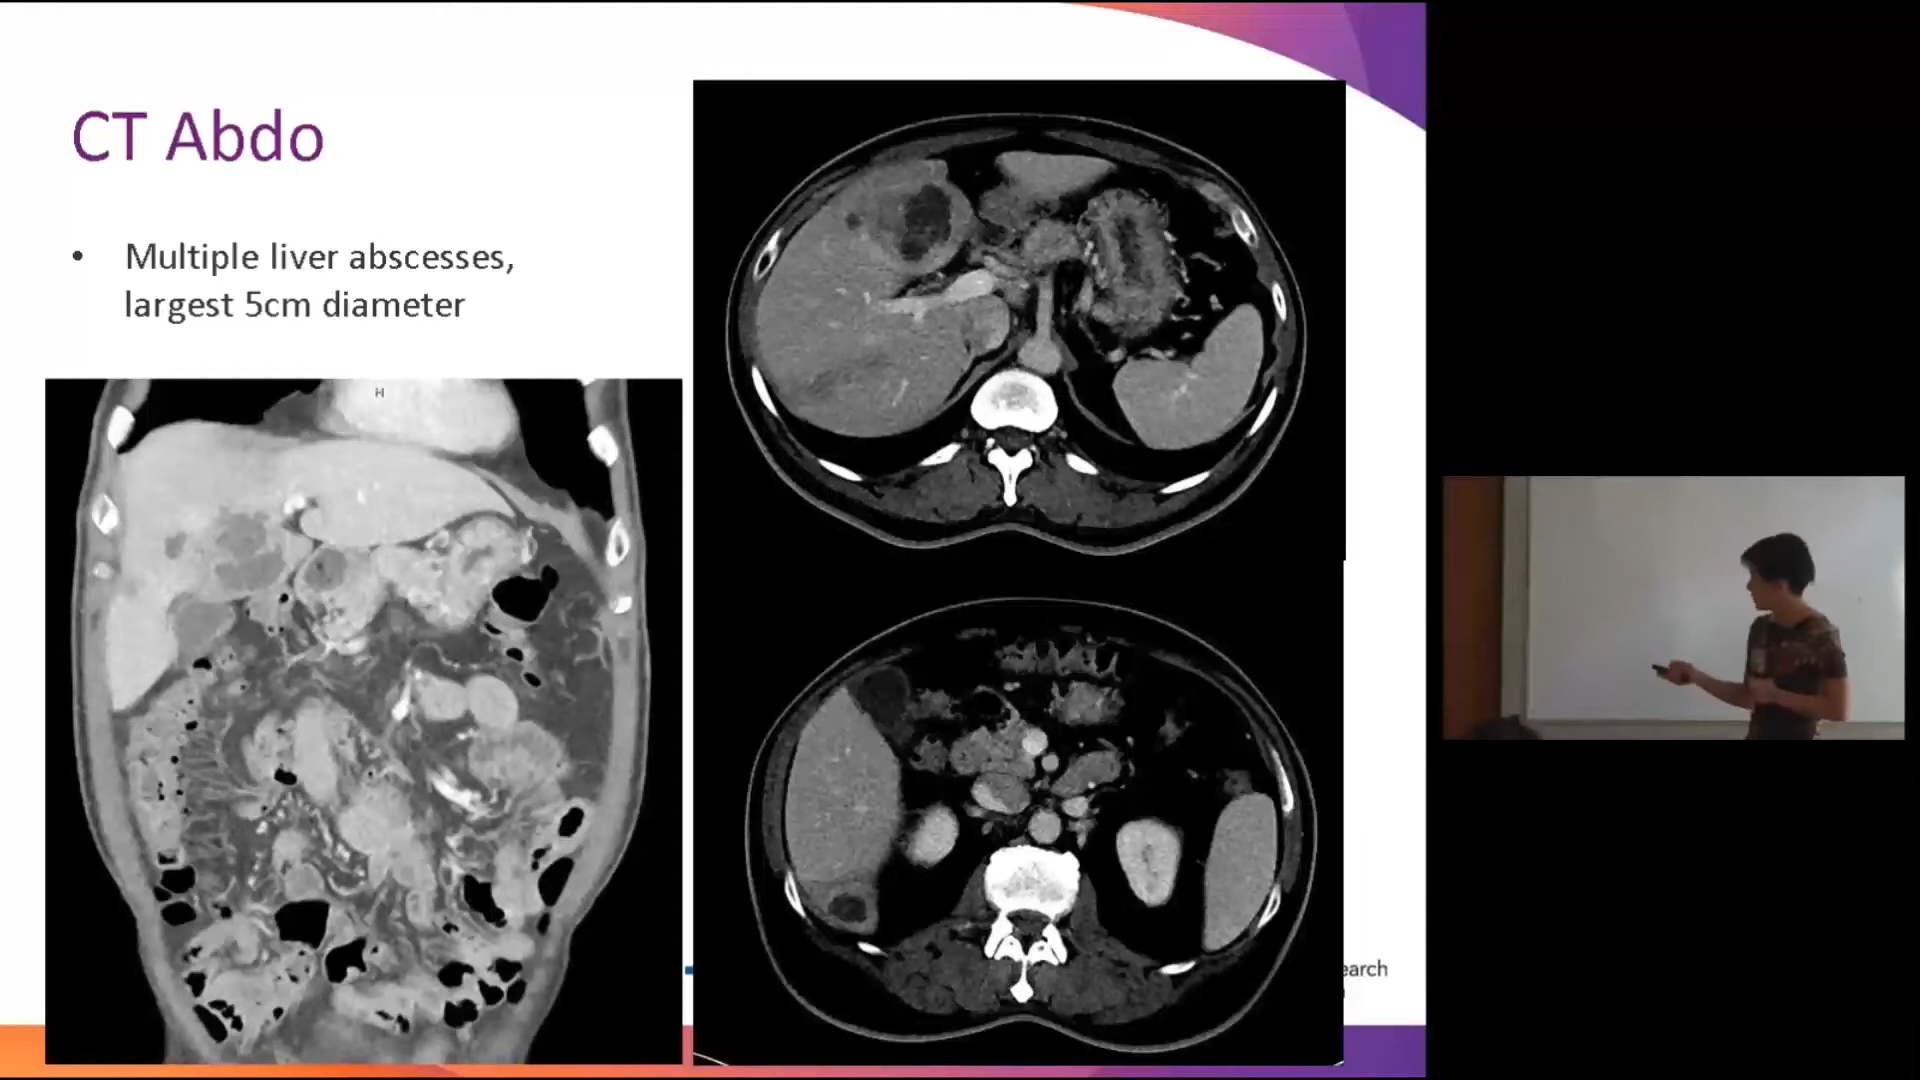 CT Abdo
• Multiple liver abscesses,
largest 5cm diameter
H
earch